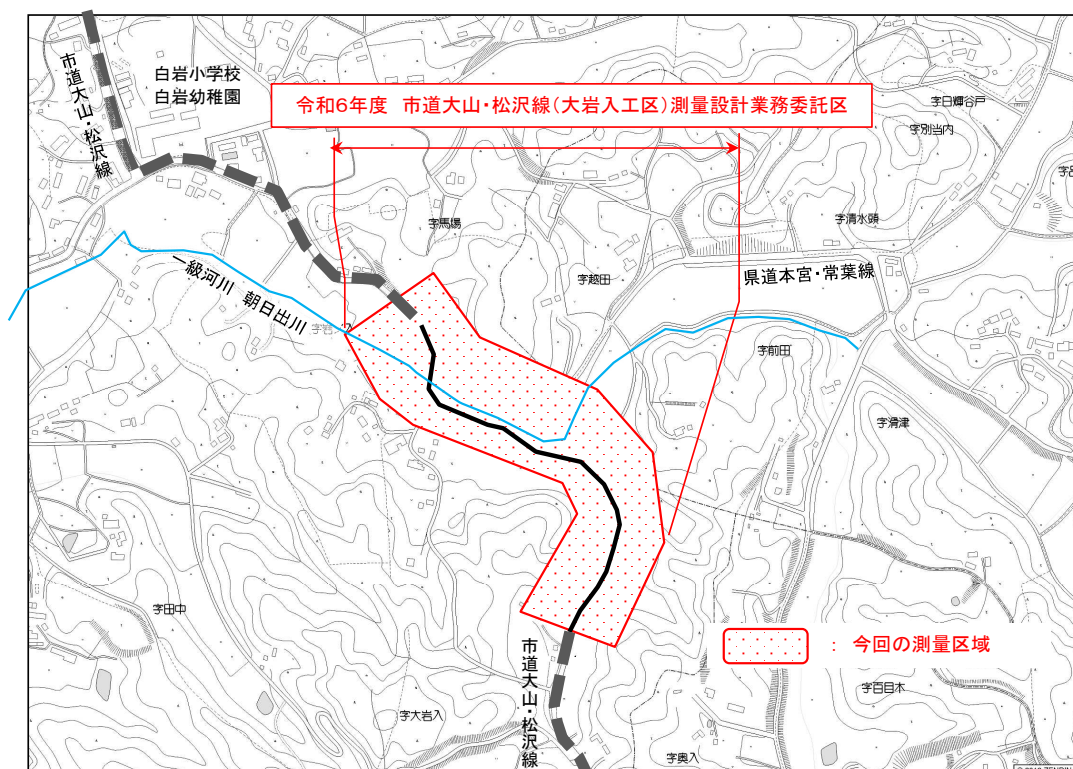 市道大山・松沢線
白岩小学校
白岩幼稚園
令和6年度 市道大山・松沢線(大岩入工区)測量設計業務委託区
字日輝谷戸
字別当内
字馬場
字清水頭
字越田
県道本宮・常葉線
一級河川 朝日出川
字前田
字滑津
字田中
: 今回の測量区域
市道大山・松沢線
字大岩入
字百目木
字奥入